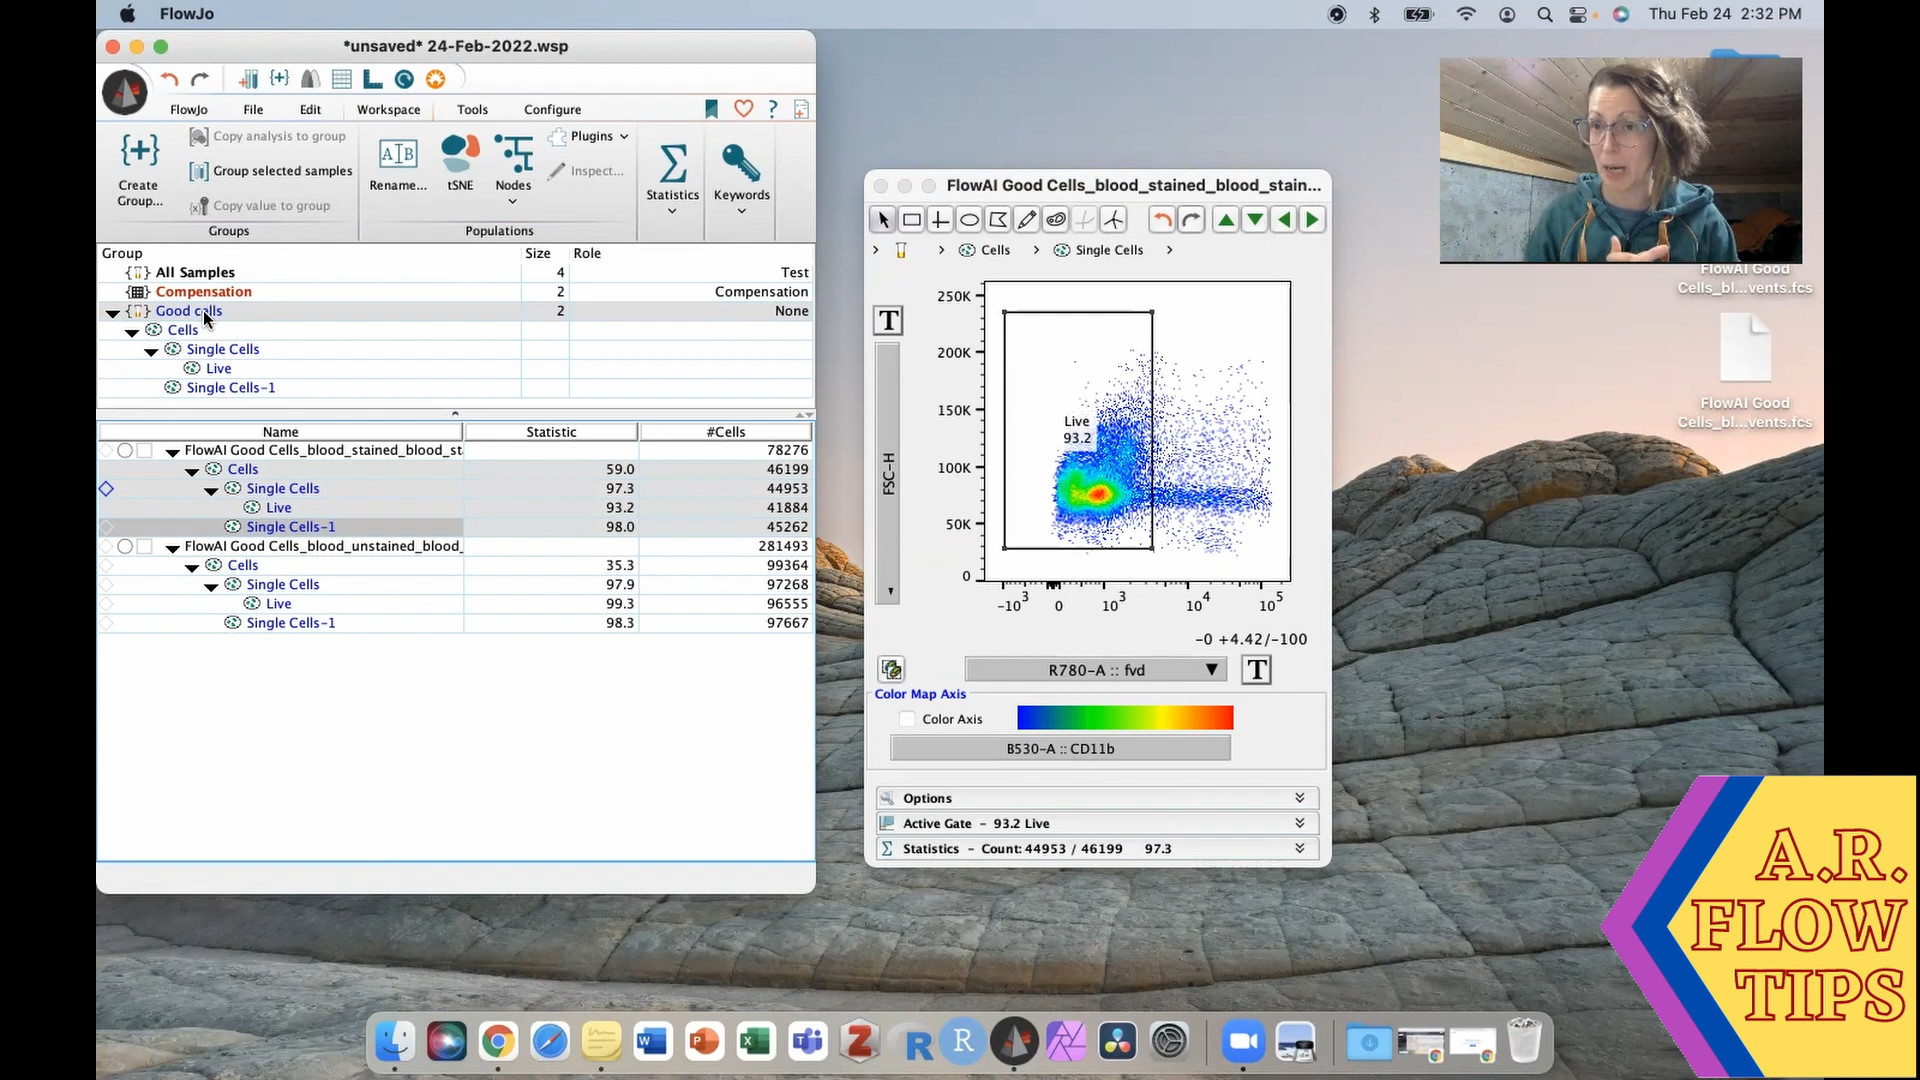 FlowJo
Thu Feb 24 2:32 PM
*unsaved* 24-Feb-2022.wsp
FlowJo File Edit Workspace Tools Configure
Create Group...
Copy analysis to group
Group selected samples
Copy value to group
Groups
Rename...
tSNE
Nodes
Plugins
Inspect...
Populations
Statistics
Keywords
Group Size Role
All Samples 4 Test
Compensation 2 Compensation
Good cells 2 None
Cells
Single Cells
Live
Single Cells-1
Name Statistic #Cells
FlowAI Good Cells_blood_stained_blood_st 78276
Cells 59.0 46199
Single Cells 97.3 44953
Live 93.2 41884
Single Cells-1 98.0 45262
FlowAI Good Cells_blood_unstained_blood_ 281493
Cells 35.3 99364
Single Cells 97.9 97268
Live 99.3 96555
Single Cells-1 98.3 97667
FlowAI Good Cells_blood_stained_blood_stain...
Cells Single Cells
T
FSC-H
250K
200K
150K
100K
50K
0
Live
93.2
-10³ 0 10³ 10⁴ 10⁵
-0 +4.42/-100
R780-A :: fvd
T
Color Map Axis
Color Axis
B530-A :: CD11b
Options
Active Gate - 93.2 Live
Statistics - Count: 44953 / 46199 97.3
FlowAI Good
Cells_bl...vents.fcs
FlowAI Good
Cells_bl...vents.fcs
A.R.
FLOW
TIPS